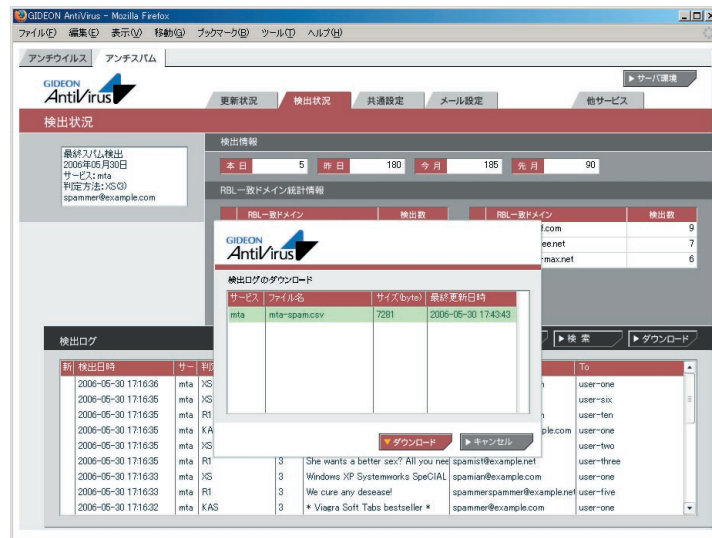 GIDEON AntiVirus - Mozilla Firefox
ファイル(F) 編集(E) 表示(V) 移動(G) ブックマーク(B) ツール(T) ヘルプ(H)
アンチウイルス アンチスパム
GIDEON
AntiVirus
▶サーバ環境
更新状況 検出状況 共通設定 メール設定 他サービス
検出状況
最終スパム検出
2006年05月30日
サービス: mta
判定方法: XS(3)
spammer@example.com
検出情報
本日 5 昨日 180 今月 185 先月 90
RBL一致ドメイン統計情報
RBL一致ドメイン 検出数 RBL一致ドメイン 検出数
f.com 9
ee.net 7
rmax.net 6
GIDEON
AntiVirus
検出ログのダウンロード
サービス ファイル名 サイズ(byte) 最終更新日時
mta mta-spam.csv 7281 2006-05-30 17:43:43
▼ダウンロード ▶キャンセル
検出ログ
▶検索 ▶ダウンロード
新 検出日時 サー 判定 To
2006-05-30 17:16:36 mta XS user-one
2006-05-30 17:16:35 mta XS user-six
2006-05-30 17:16:35 mta R1 user-ten
2006-05-30 17:16:35 mta KA ple.com user-one
2006-05-30 17:16:35 mta XS user-two
2006-05-30 17:16:35 mta R1 3 She wants a better sex? All you nee spamist@example.net user-three
2006-05-30 17:16:33 mta XS 3 Windows XP Systemworks SpeCIAL spamian@example.com user-one
2006-05-30 17:16:33 mta R1 3 We cure any desease! spammerspammer@example.net user-five
2006-05-30 17:16:32 mta KAS 3 * Viagra Soft Tabs bestseller * spammer@example.com user-one